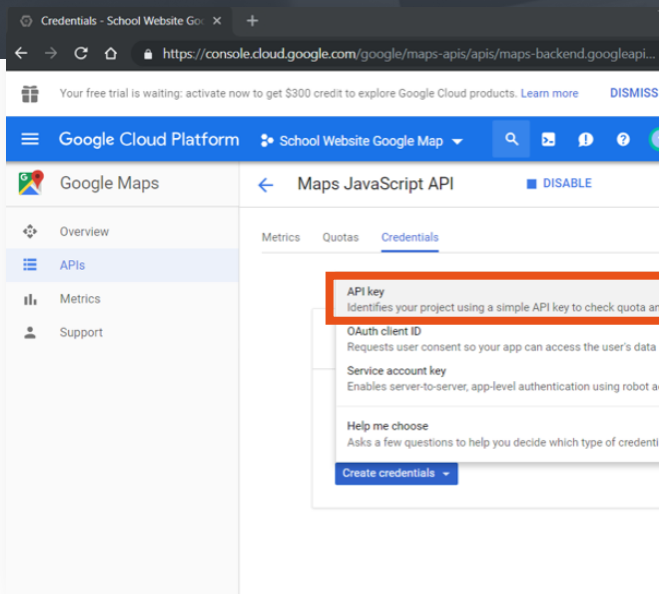 Credentials - School Website Goo
https://console.cloud.google.com/google/maps-apis/apis/maps-backend.googleapi...
Your free trial is waiting: activate now to get $300 credit to explore Google Cloud products. Learn more DISMISS
Google Cloud Platform School Website Google Map
Google Maps Maps JavaScript API DISABLE
Overview
Metrics Quotas Credentials
APIs
Metrics
Support
API key
Identifies your project using a simple API key to check quota an
OAuth client ID
Requests user consent so your app can access the user's data
Service account key
Enables server-to-server, app-level authentication using robot a
Help me choose
Asks a few questions to help you decide which type of credenti
Create credentials